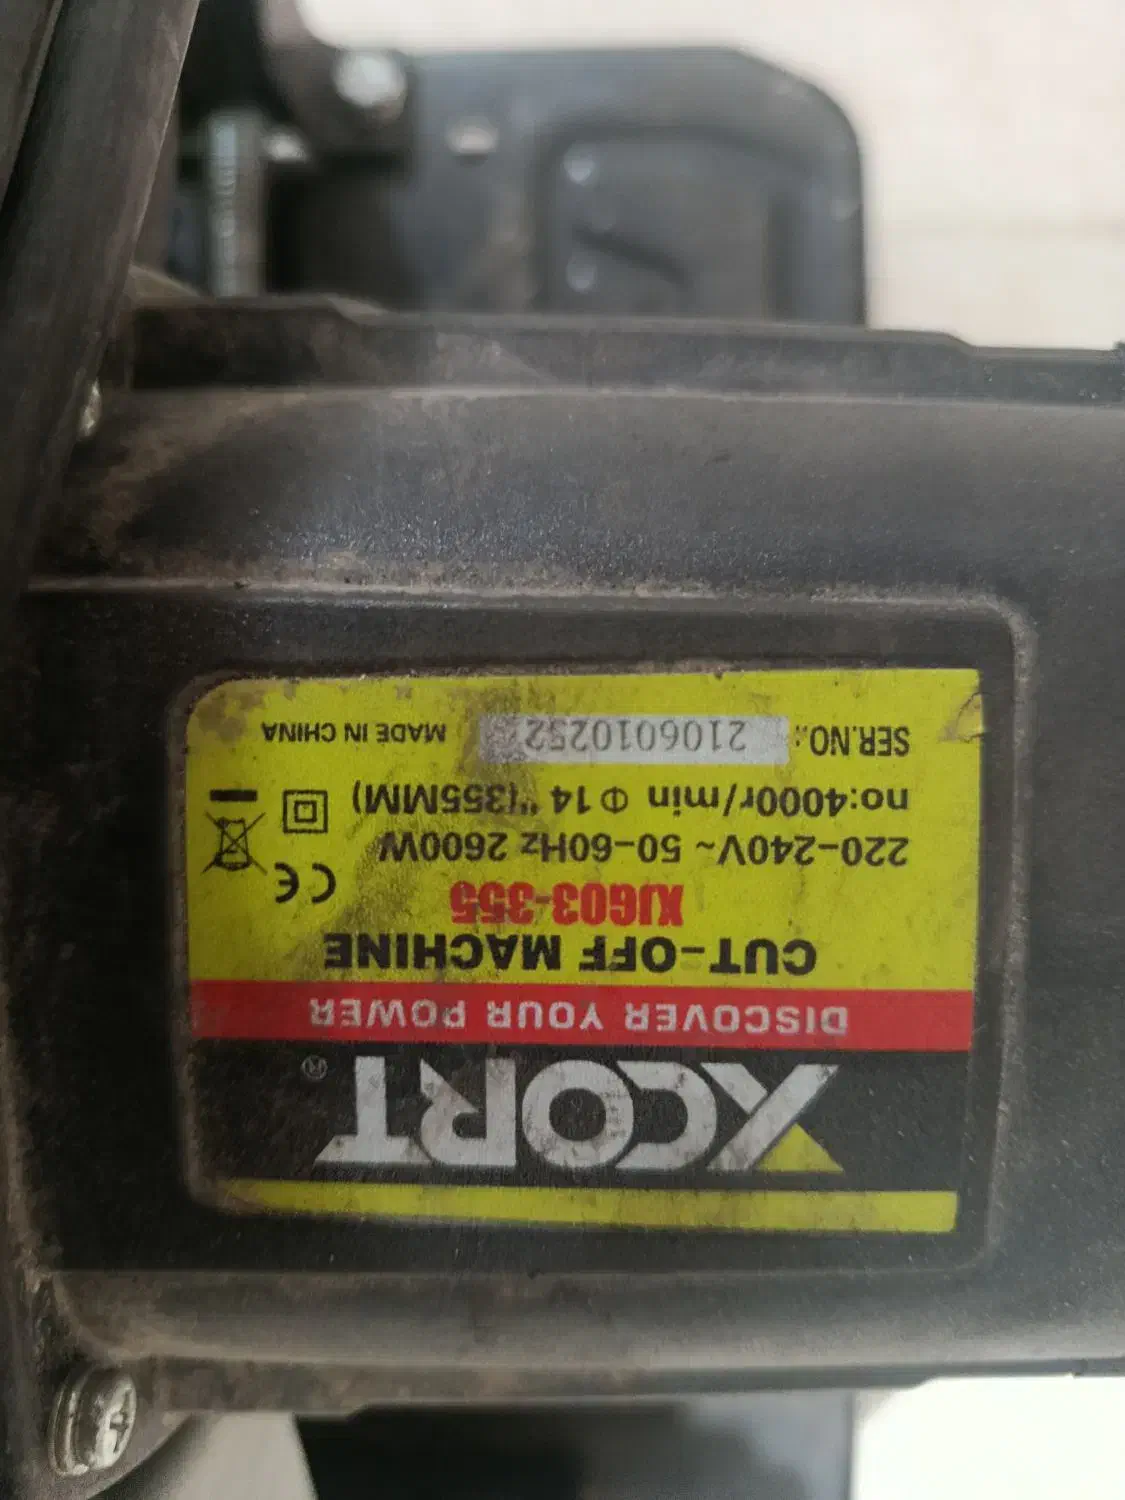 XCORT®
DISCOVER YOUR POWER
CUT-OFF MACHINE
XJG03-355
CE
220-240V~ 50-60Hz 2600W
no:4000r/min Φ14"(355MM)
SER.NO.: 2106010252 MADE IN CHINA